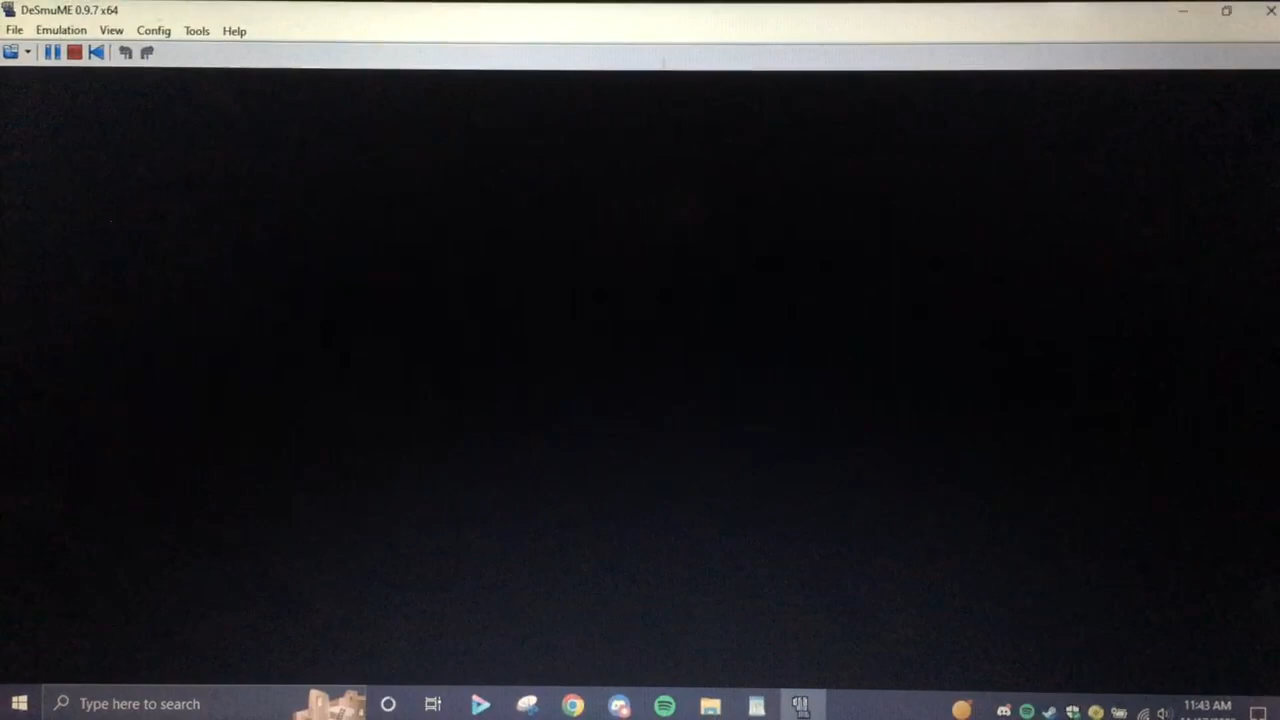 DeSmuME 0.9.7 x64
File Emulation View Config Tools Help
Type here to search
11:43 AM